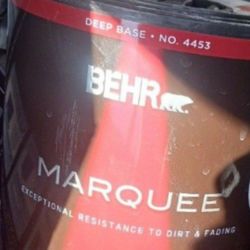 DEEP BASE • NO. 4453
BEHR
MARQUEE
EXCEPTIONAL RESISTANCE TO DIRT & FADING